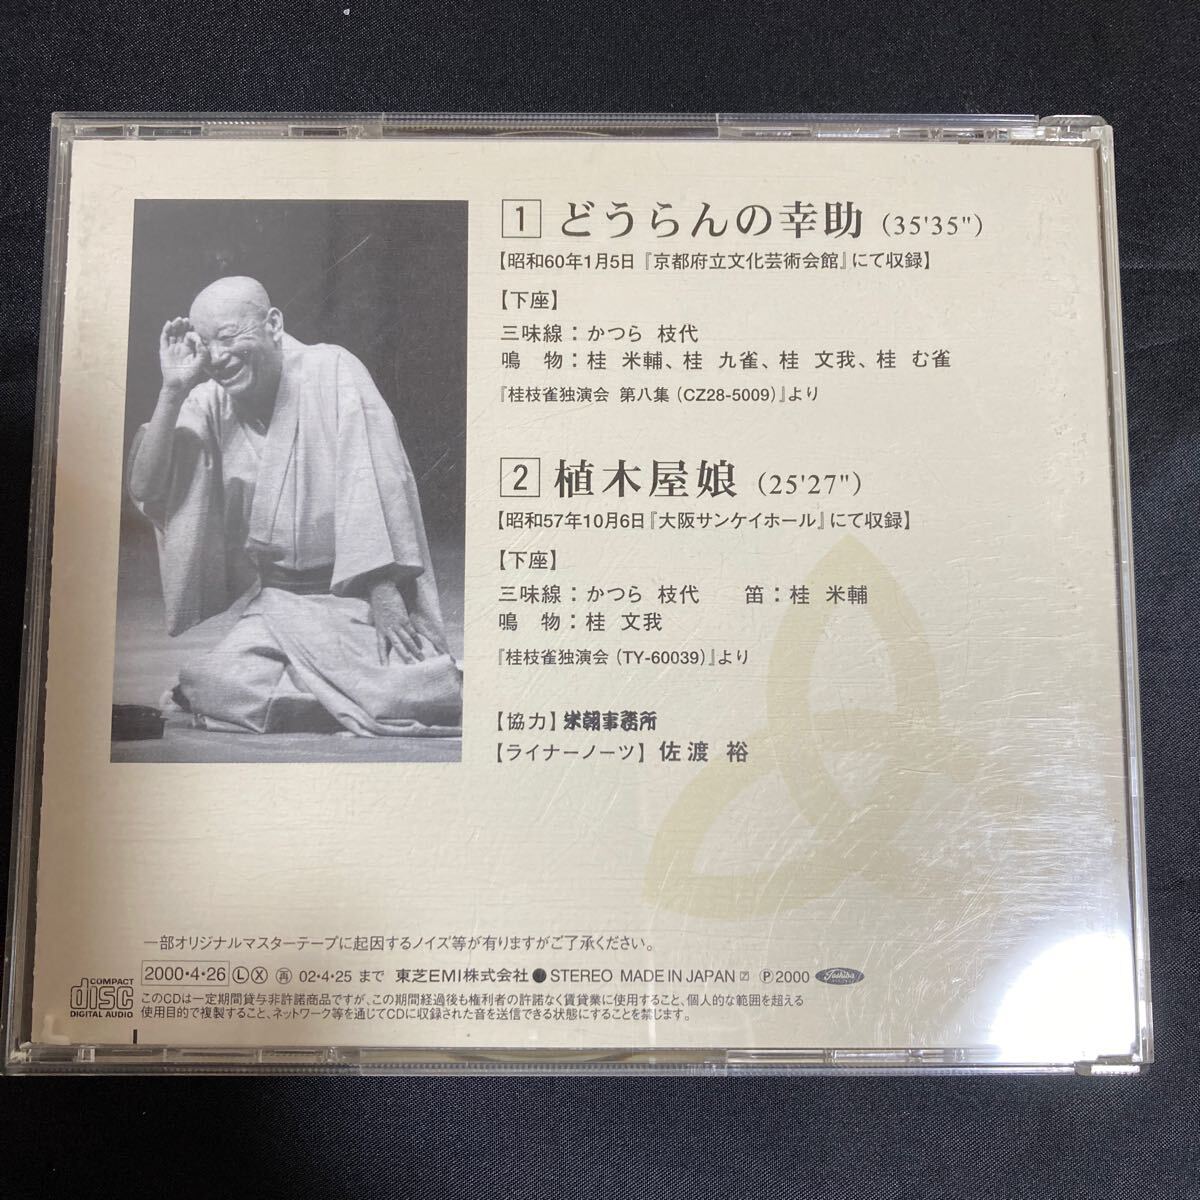 1 どうらんの幸助 (35'35")
【昭和60年1月5日『京都府立文化芸術会館』にて収録】
【下座】
三味線：かつら 枝代
鳴　物：桂 米輔、桂 九雀、桂 文我、桂 む雀
『桂枝雀独演会 第八集（CZ28-5009）』より
2 植木屋娘 (25'27")
【昭和57年10月6日『大阪サンケイホール』にて収録】
【下座】
三味線：かつら 枝代　笛：桂 米輔
鳴　物：桂 文我
『桂枝雀独演会（TY-60039）』より
【協力】米朝事務所
【ライナーノーツ】佐渡 裕
一部オリジナルマスターテープに起因するノイズ等が有りますがご了承ください。
2000・4・26 Ⓛ Ⓧ ㊞再 02・4・25 まで 東芝EMI株式会社 STEREO MADE IN JAPAN Ⓟ2000 Toshiba
COMPACT disc DIGITAL AUDIO
このCDは一定期間貸与非許諾商品ですが、この期間経過後も権利者の許諾なく賃貸業に使用すること、個人的な範囲を超える
使用目的で複製すること、ネットワーク等を通じてCDに収録された音を送信できる状態にすることを禁じます。